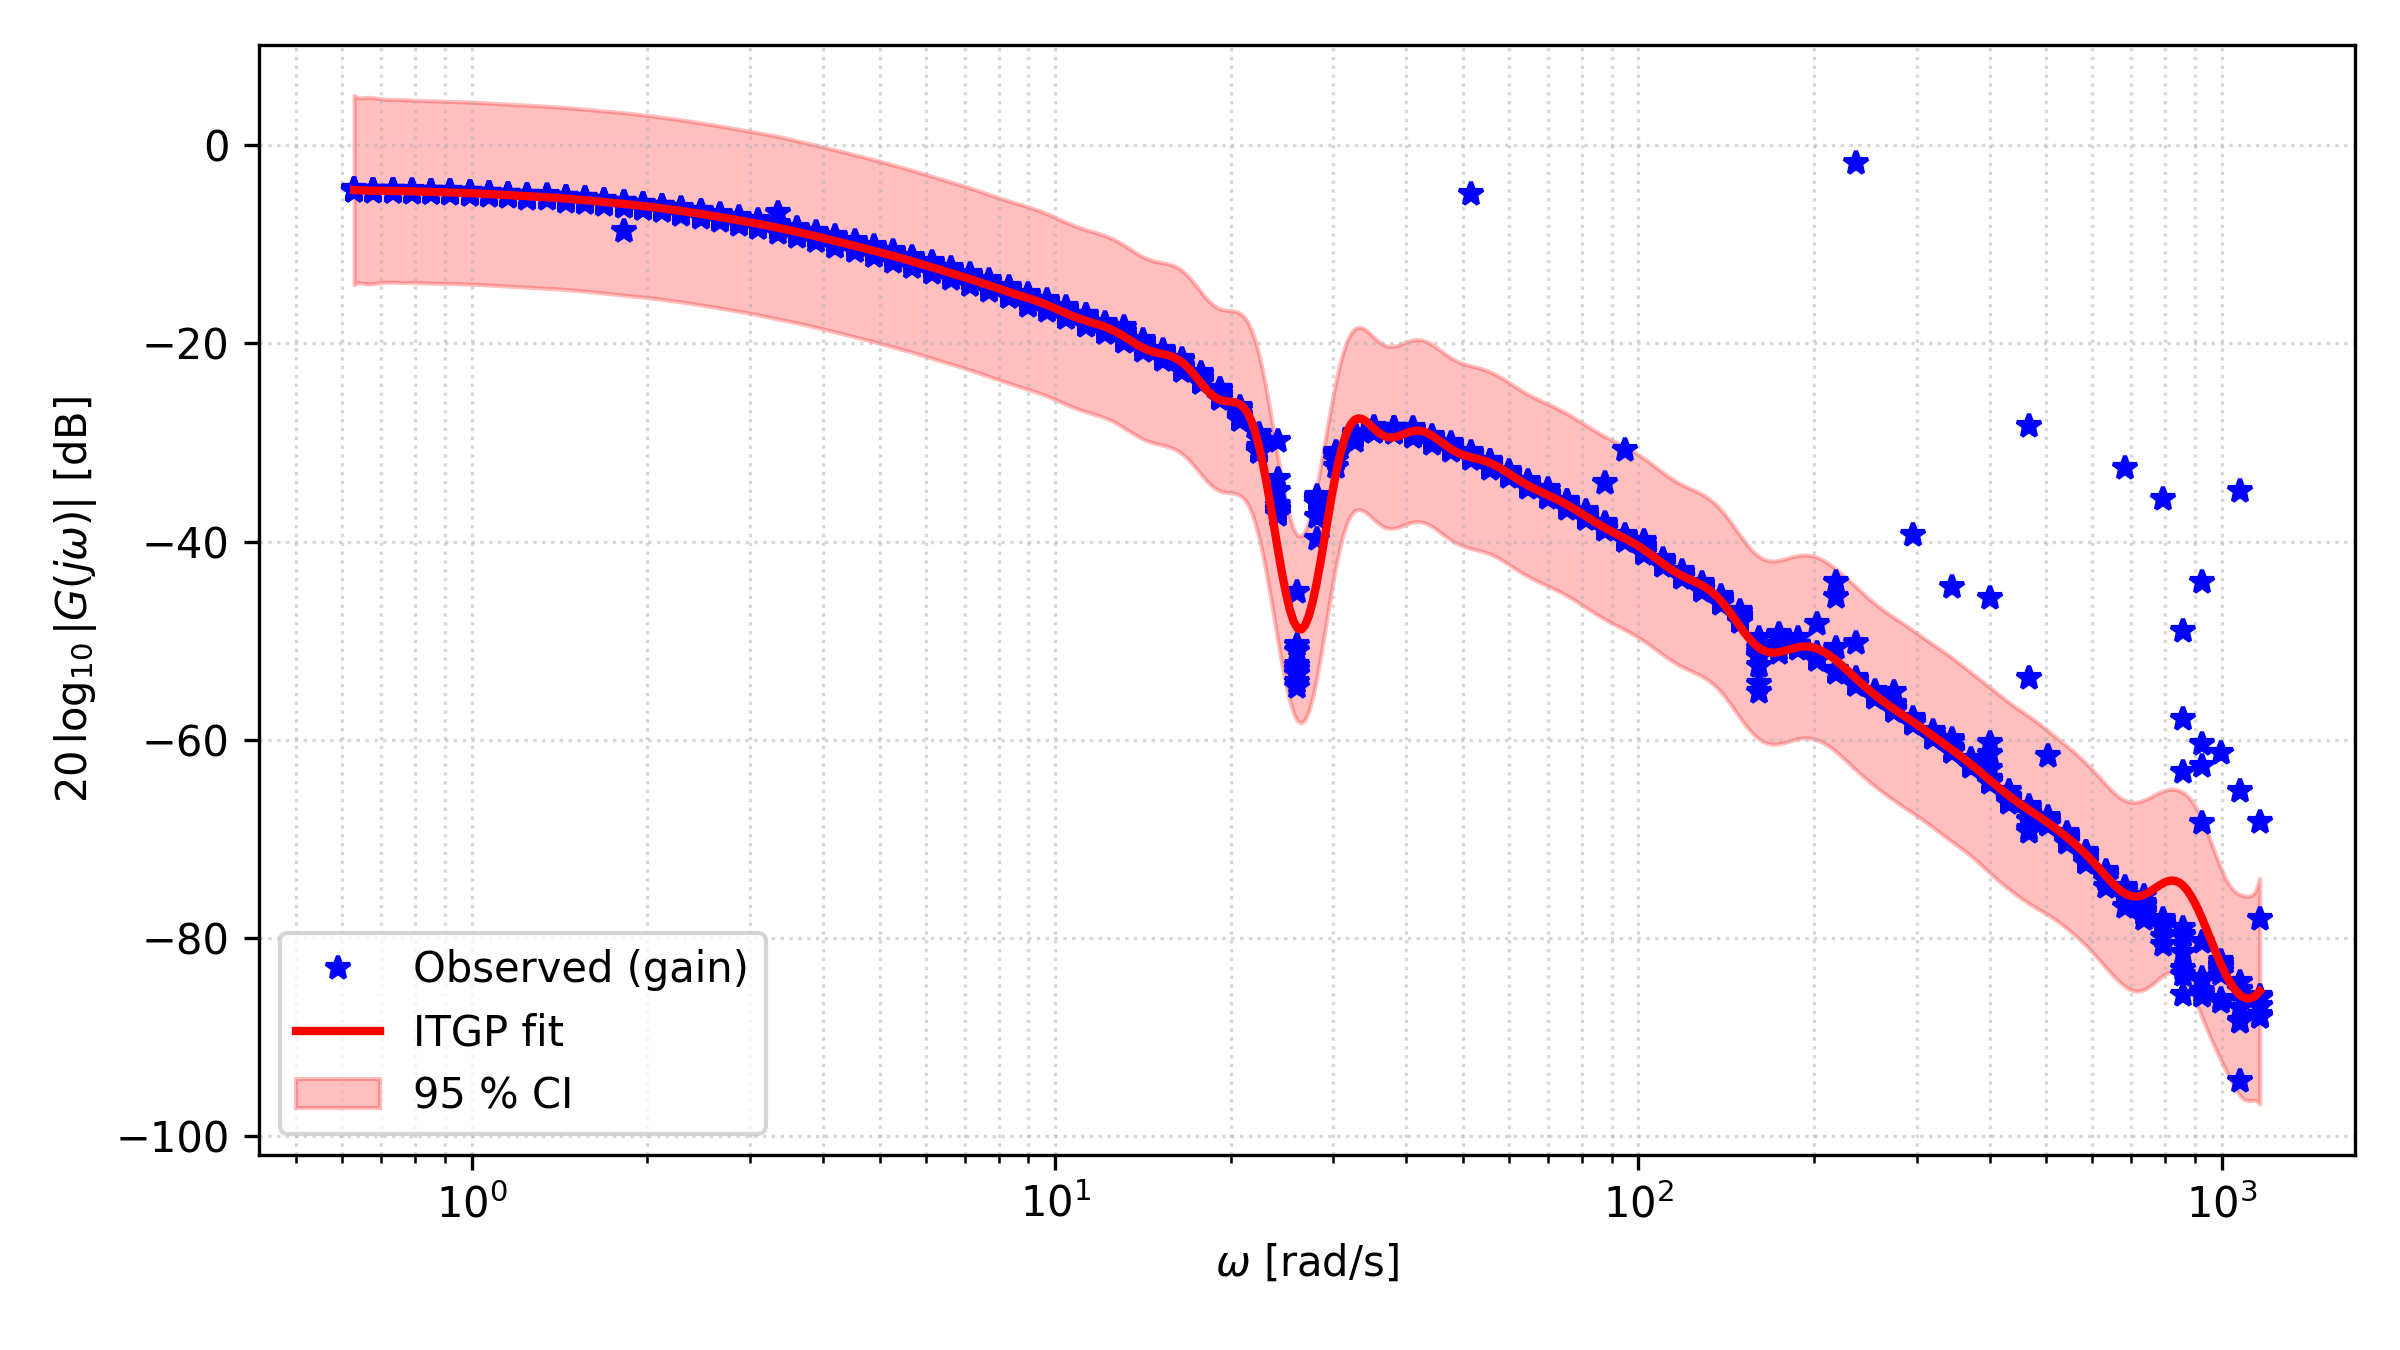 20 log₁₀ |G(jω)| [dB]
0
−20
−40
−60
−80
−100
Observed (gain)
ITGP fit
95 % CI
10⁰ 10¹ 10² 10³
ω [rad/s]